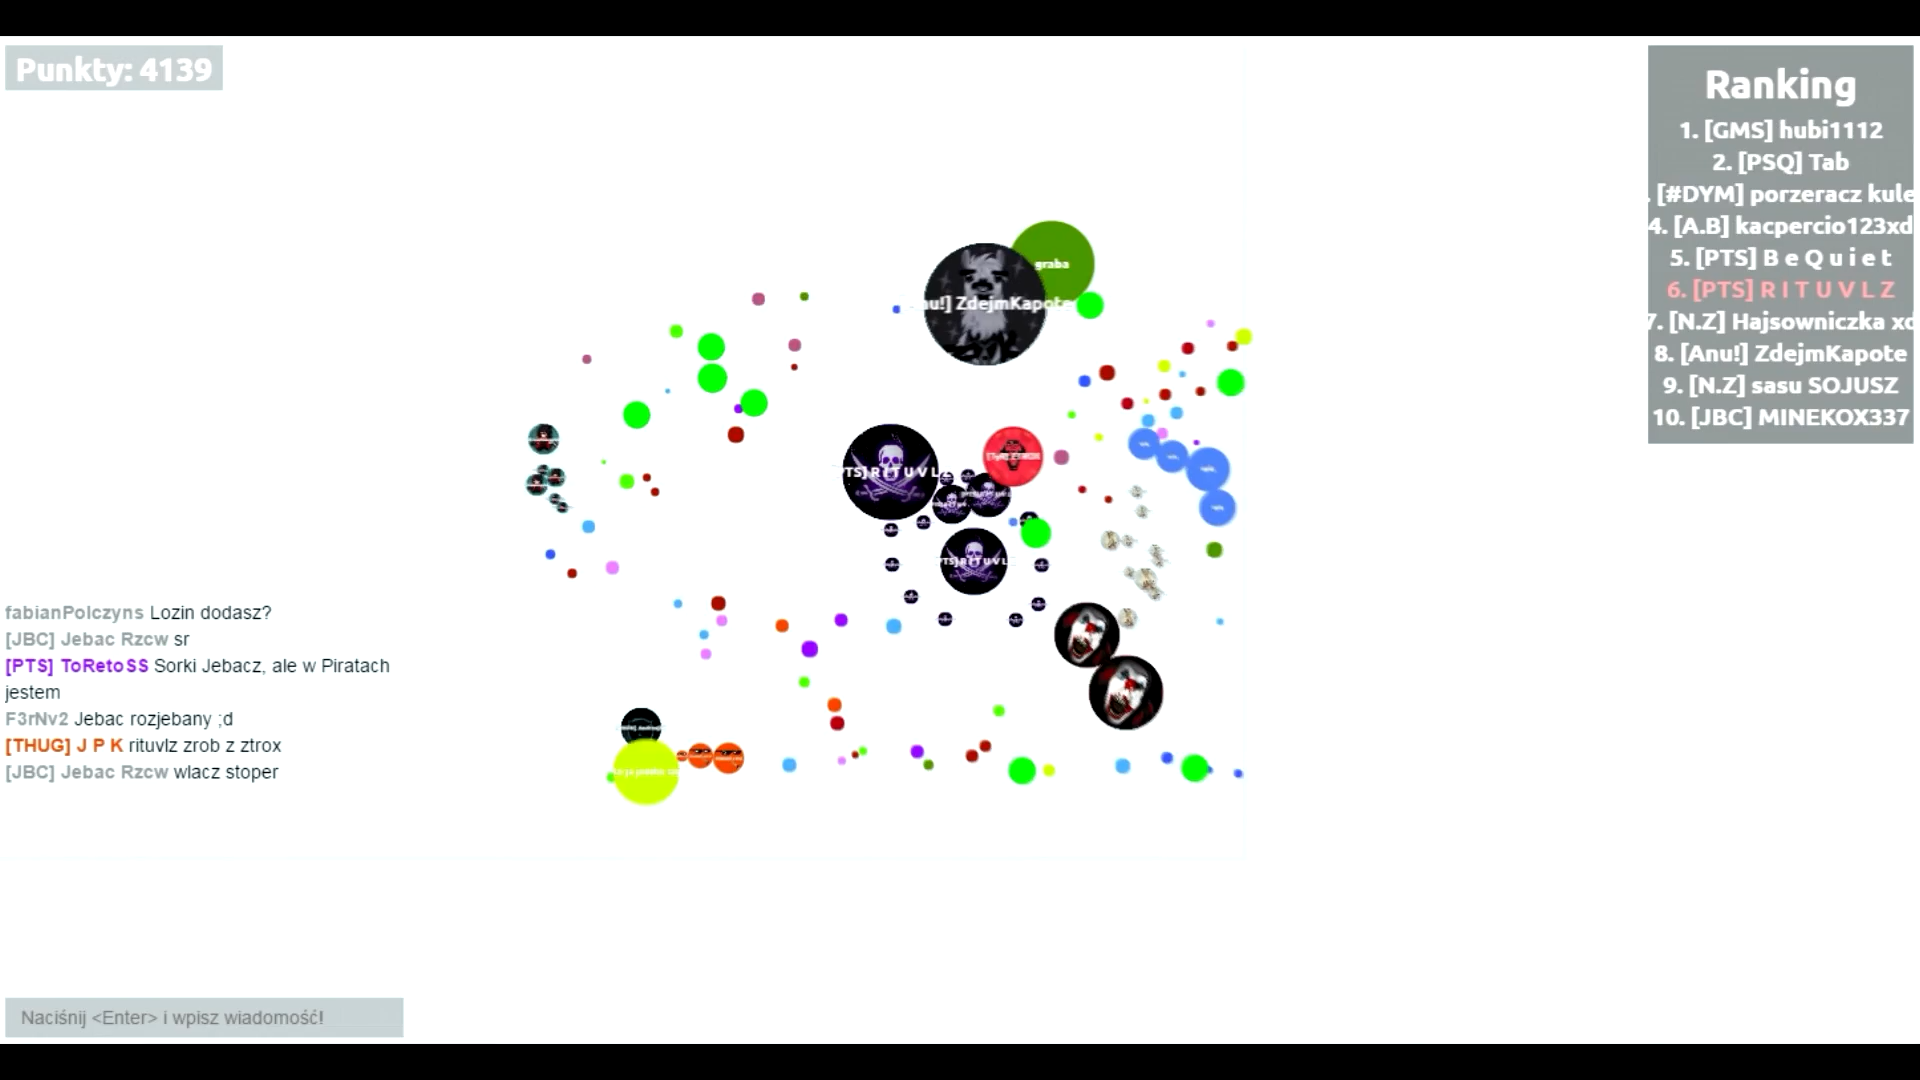 Punkty: 4139
Ranking
1. [GMS] hubi1112
2. [PSQ] Tab
. [#DYM] porzeracz kule
4. [A.B] kacpercio123xd
5. [PTS] B e Q u i e t
6. [PTS] R I T U V L Z
7. [N.Z] Hajsowniczka xd
8. [Anu!] ZdejmKapote
9. [N.Z] sasu SOJUSZ
10. [JBC] MINEKOX337
graba
nu!] ZdejmKapote
PTS] R I T U V L Z
PTS] R I T U V L Z
fabianPolczyns Lozin dodasz?
[JBC] Jebac Rzcw sr
[PTS] ToRetoSS Sorki Jebacz, ale w Piratach
jestem
F3rNv2 Jebac rozjebany ;d
[THUG] J P K rituvlz zrob z ztrox
[JBC] Jebac Rzcw wlacz stoper
Naciśnij <Enter> i wpisz wiadomość!